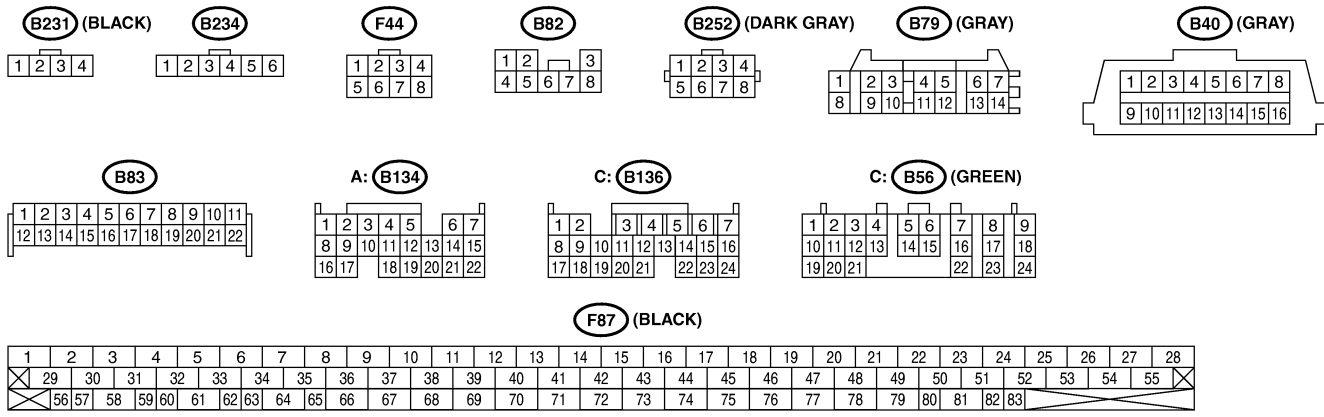 B231 (BLACK) B234 F44 B82 B252 (DARK GRAY) B79 (GRAY) B40 (GRAY)
1 2 3 4
1 2 3 4 5 6
1 2 3 4
5 6 7 8
1 2 3
4 5 6 7 8
1 2 3 4
5 6 7 8
1 2 3 4 5 6 7
8 9 10 11 12 13 14
1 2 3 4 5 6 7 8
9 10 11 12 13 14 15 16
B83 A: B134 C: B136 C: B56 (GREEN)
1 2 3 4 5 6 7 8 9 10 11
12 13 14 15 16 17 18 19 20 21 22
1 2 3 4 5 6 7
8 9 10 11 12 13 14 15
16 17 18 19 20 21 22
1 2 3 4 5 6 7
8 9 10 11 12 13 14 15 16
17 18 19 20 21 22 23 24
1 2 3 4 5 6 7 8 9
10 11 12 13 14 15 16 17 18
19 20 21 22 23 24
F87 (BLACK)
1 2 3 4 5 6 7 8 9 10 11 12 13 14 15 16 17 18 19 20 21 22 23 24 25 26 27 28
29 30 31 32 33 34 35 36 37 38 39 40 41 42 43 44 45 46 47 48 49 50 51 52 53 54 55
56 57 58 59 60 61 62 63 64 65 66 67 68 69 70 71 72 73 74 75 76 77 78 79 80 81 82 83